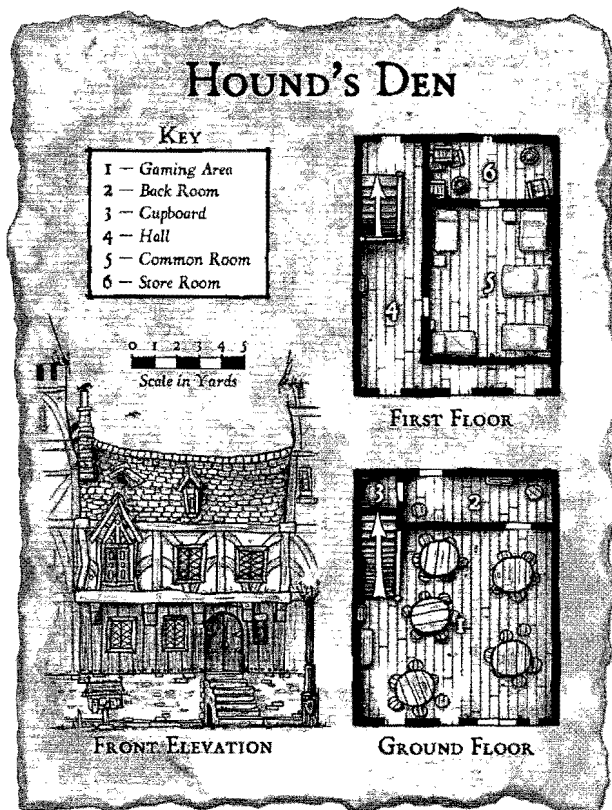 HOUND'S DEN
KEY
1 — Gaming Area
2 — Back Room
3 — Cupboard
4 — Hall
5 — Common Room
6 — Store Room
0 1 2 3 4 5
Scale in Yards
6
5
4
FIRST FLOOR
3
2
1
FRONT ELEVATION
GROUND FLOOR